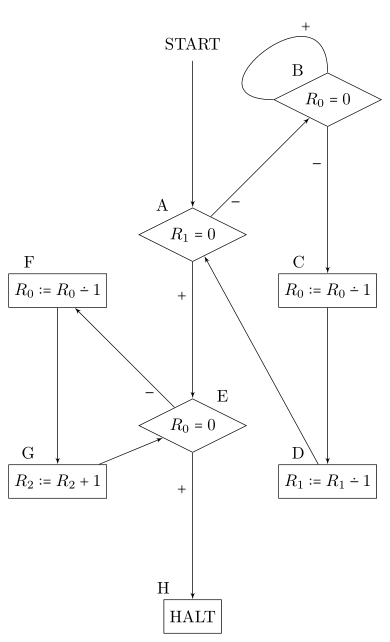 START
+
B
R₀ = 0
−
−
A
R₁ = 0
+
F
R₀ := R₀ ∸ 1
C
R₀ := R₀ ∸ 1
−
E
R₀ = 0
+
G
R₂ := R₂ + 1
D
R₁ := R₁ ∸ 1
H
HALT